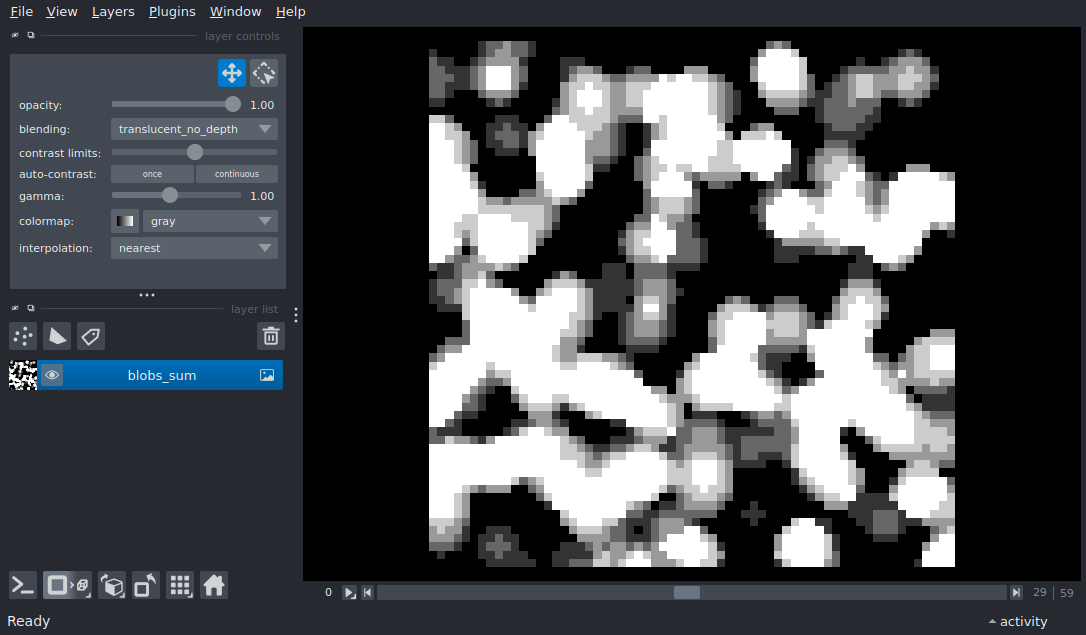 File View Layers Plugins Window Help
layer controls
opacity: 1.00
blending: translucent_no_depth
contrast limits:
auto-contrast: once continuous
gamma: 1.00
colormap: gray
interpolation: nearest
layer list
blobs_sum
0 29 59
Ready activity